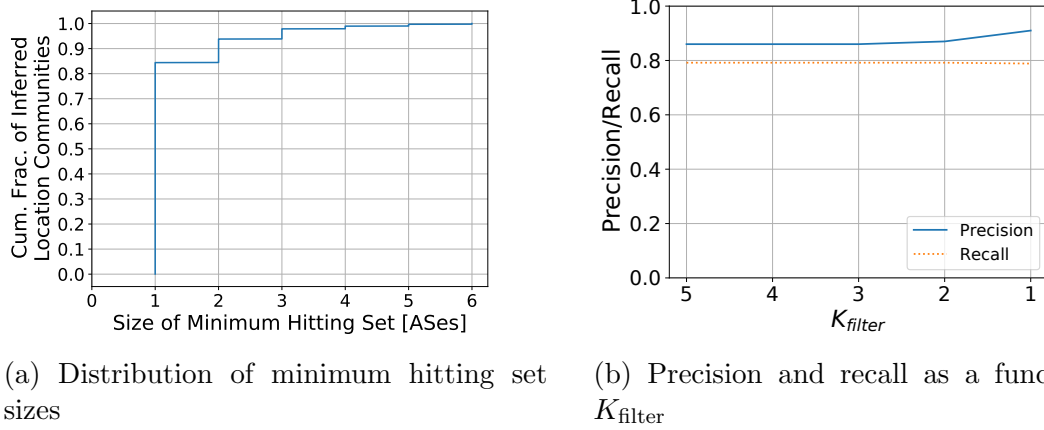 Cum. Frac. of Inferred
Location Communities
1.0
0.9
0.8
0.7
0.6
0.5
0.4
0.3
0.2
0.1
0.0
0 1 2 3 4 5 6
Size of Minimum Hitting Set [ASes]
(a) Distribution of minimum hitting set
sizes
Precision/Recall
1.0
0.8
0.6
0.4
0.2
0.0
Precision
Recall
5 4 3 2 1
K_filter
(b) Precision and recall as a func
K_filter